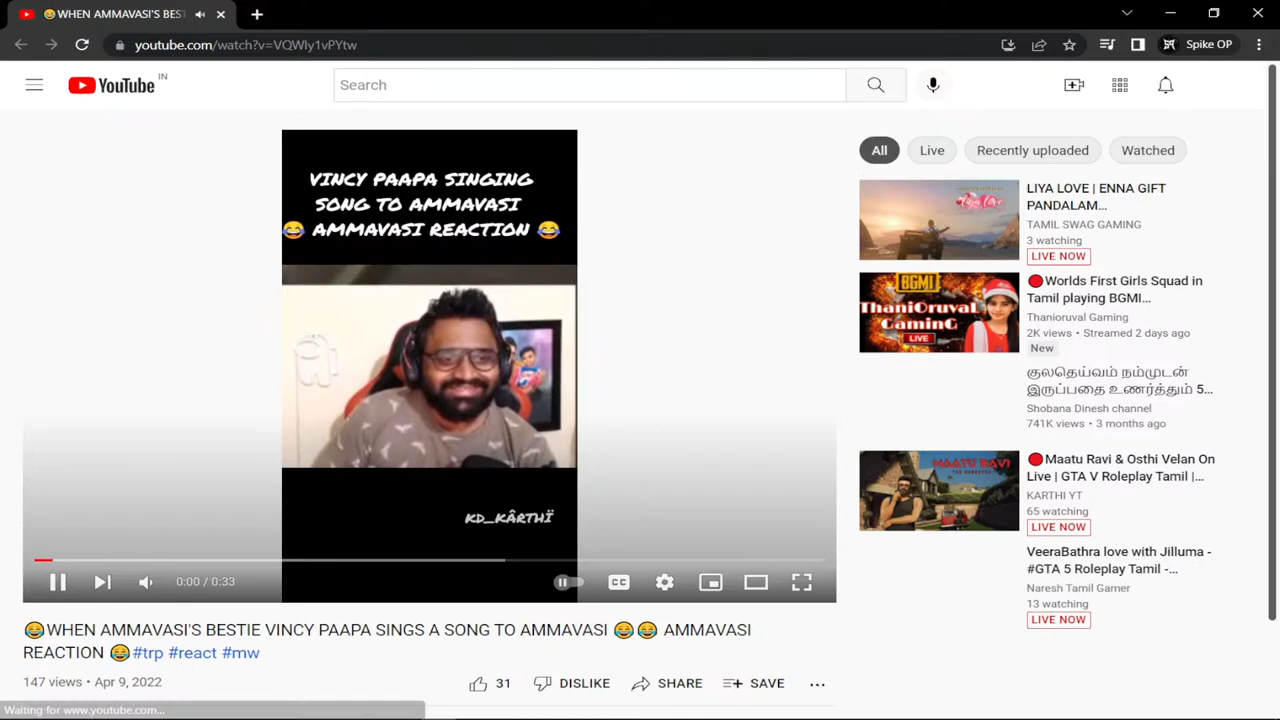 😂WHEN AMMAVASI'S BEST
youtube.com/watch?v=VQWly1vPYtw
Spike OP
YouTube IN
Search
VINCY PAAPA SINGING
SONG TO AMMAVASI
😂 AMMAVASI REACTION 😂
KD_KÂRTHÏ
0:00 / 0:33
CC
😂WHEN AMMAVASI'S BESTIE VINCY PAAPA SINGS A SONG TO AMMAVASI 😂😂 AMMAVASI
REACTION 😂#trp #react #mw
147 views • Apr 9, 2022
31 DISLIKE SHARE SAVE
Waiting for www.youtube.com...
All Live Recently uploaded Watched
LIYA LOVE | ENNA GIFT
PANDALAM...
TAMIL SWAG GAMING
3 watching
LIVE NOW
BGMI
ThaniOruval
GaminG
LIVE
🔴Worlds First Girls Squad in
Tamil playing BGMI...
Thanioruval Gaming
2K views • Streamed 2 days ago
New
குலதெய்வம் நம்முடன்
இருப்பதை உணர்த்தும் 5...
Shobana Dinesh channel
741K views • 3 months ago
MAATU RAVI
🔴Maatu Ravi & Osthi Velan On
Live | GTA V Roleplay Tamil |...
KARTHI YT
65 watching
LIVE NOW
VeeraBathra love with Jilluma -
#GTA 5 Roleplay Tamil -...
Naresh Tamil Gamer
13 watching
LIVE NOW